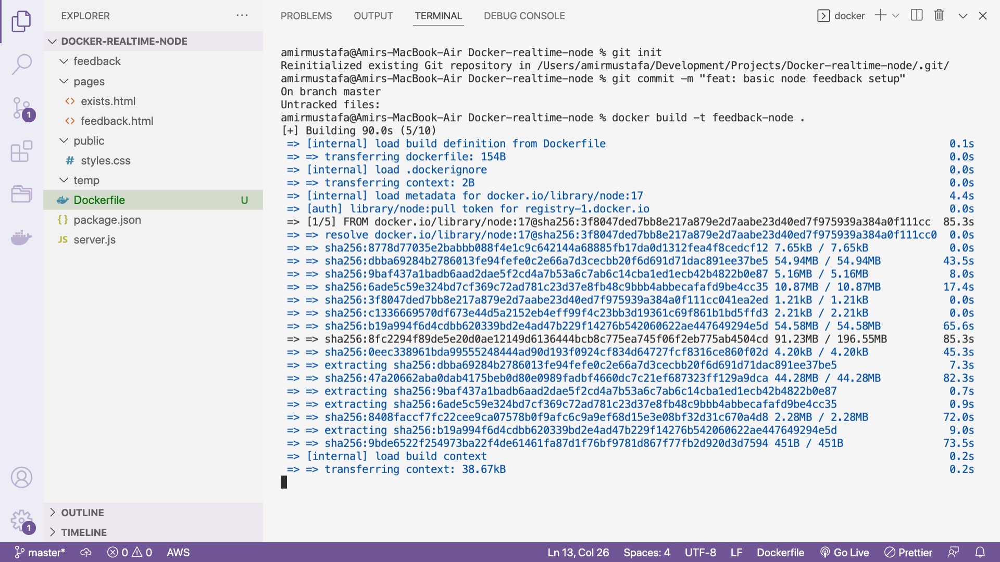 EXPLORER
DOCKER-REALTIME-NODE
feedback
pages
<> exists.html
<> feedback.html
public
# styles.css
temp
Dockerfile U
{} package.json
JS server.js
OUTLINE
TIMELINE
1
1
PROBLEMS OUTPUT TERMINAL DEBUG CONSOLE
docker
amirmustafa@Amirs-MacBook-Air Docker-realtime-node % git init
Reinitialized existing Git repository in /Users/amirmustafa/Development/Projects/Docker-realtime-node/.git/
amirmustafa@Amirs-MacBook-Air Docker-realtime-node % git commit -m "feat: basic node feedback setup"
On branch master
Untracked files:
amirmustafa@Amirs-MacBook-Air Docker-realtime-node % docker build -t feedback-node .
[+] Building 90.0s (5/10)
=> [internal] load build definition from Dockerfile 0.1s
=> => transferring dockerfile: 154B 0.0s
=> [internal] load .dockerignore 0.0s
=> => transferring context: 2B 0.0s
=> [internal] load metadata for docker.io/library/node:17 4.4s
=> [auth] library/node:pull token for registry-1.docker.io 0.0s
=> [1/5] FROM docker.io/library/node:17@sha256:3f8047ded7bb8e217a879e2d7aabe23d40ed7f975939a384a0f111cc 85.3s
=> => resolve docker.io/library/node:17@sha256:3f8047ded7bb8e217a879e2d7aabe23d40ed7f975939a384a0f111cc0 0.0s
=> => sha256:8778d77035e2babbb088f4e1c9c642144a68885fb17da0d1312fea4f8cedcf12 7.65kB / 7.65kB 0.0s
=> => sha256:dbba69284b2786013fe94fefe0c2e66a7d3cecbb20f6d691d71dac891ee37be5 54.94MB / 54.94MB 43.5s
=> => sha256:9baf437a1badb6aad2dae5f2cd4a7b53a6c7ab6c14cba1ed1ecb42b4822b0e87 5.16MB / 5.16MB 8.0s
=> => sha256:6ade5c59e324bd7cf369c72ad781c23d37e8fb48c9bbb4abbecafafd9be4cc35 10.87MB / 10.87MB 17.4s
=> => sha256:3f8047ded7bb8e217a879e2d7aabe23d40ed7f975939a384a0f111cc041ea2ed 1.21kB / 1.21kB 0.0s
=> => sha256:c1336669570df673e44d5a2152eb4eff99f4c23bb3d19361c69f861b1bd5ffd3 2.21kB / 2.21kB 0.0s
=> => sha256:b19a994f6d4cdbb620339bd2e4ad47b229f14276b542060622ae447649294e5d 54.58MB / 54.58MB 65.6s
=> => sha256:8fc2294f89de5e20d0ae12149d6136444bcb8c775ea745f06f2eb775ab4504cd 91.23MB / 196.55MB 85.3s
=> => sha256:0eec338961bda99555248444ad90d193f0924cf834d64727fcf8316ce860f02d 4.20kB / 4.20kB 45.3s
=> => extracting sha256:dbba69284b2786013fe94fefe0c2e66a7d3cecbb20f6d691d71dac891ee37be5 7.3s
=> => sha256:47a20662aba0dab4175beb0d80e0989fadbf4660dc7c21ef687323ff129a9dca 44.28MB / 44.28MB 82.3s
=> => extracting sha256:9baf437a1badb6aad2dae5f2cd4a7b53a6c7ab6c14cba1ed1ecb42b4822b0e87 0.7s
=> => extracting sha256:6ade5c59e324bd7cf369c72ad781c23d37e8fb48c9bbb4abbecafafd9be4cc35 0.9s
=> => sha256:8408faccf7fc22cee9ca07578b0f9afc6c9a9ef68d15e3e08bf32d31c670a4d8 2.28MB / 2.28MB 72.0s
=> => extracting sha256:b19a994f6d4cdbb620339bd2e4ad47b229f14276b542060622ae447649294e5d 9.0s
=> => sha256:9bde6522f254973ba22f4de61461fa87d1f76bf9781d867f77fb2d920d3d7594 451B / 451B 73.5s
=> [internal] load build context 0.2s
=> => transferring context: 38.67kB 0.2s
master* 0 0 AWS Ln 13, Col 26 Spaces: 4 UTF-8 LF Dockerfile Go Live Prettier